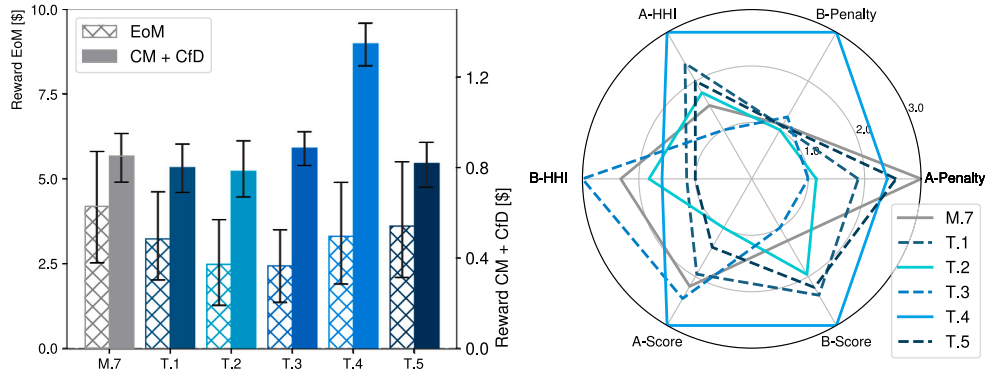 Reward EoM [$]
10.0
7.5
5.0
2.5
0.0
EoM
CM + CfD
M.7
T.1
T.2
T.3
T.4
T.5
1.2
0.8
0.4
0.0
Reward CM + CfD [$]
A-HHI
B-Penalty
B-HHI
A-Penalty
A-Score
B-Score
1.0
2.0
3.0
M.7
T.1
T.2
T.3
T.4
T.5